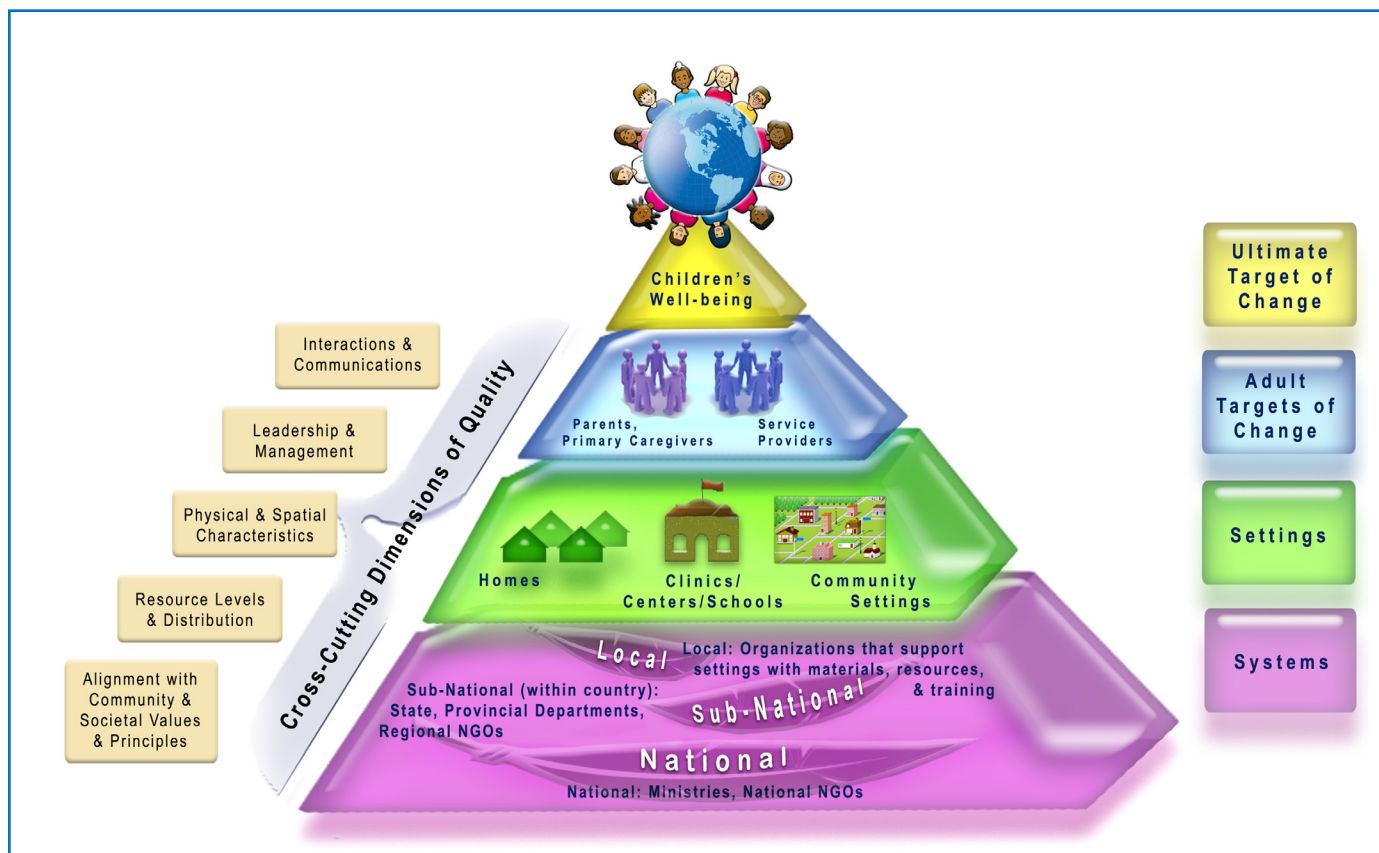 Children's
Well-being
Parents,
Primary Caregivers
Service
Providers
Homes
Clinics/
Centers/Schools
Community
Settings
Local
Local: Organizations that support
settings with materials, resources,
& training
Sub-National (within country):
State, Provincial Departments,
Regional NGOs
Sub-National
National
National: Ministries, National NGOs
Cross-Cutting Dimensions of Quality
Interactions &
Communications
Leadership &
Management
Physical & Spatial
Characteristics
Resource Levels
& Distribution
Alignment with
Community &
Societal Values
& Principles
Ultimate
Target of
Change
Adult
Targets of
Change
Settings
Systems